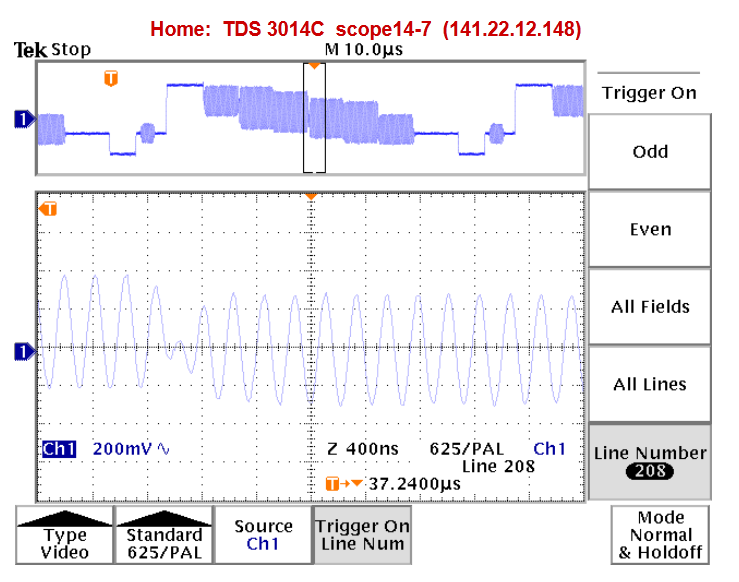 Home: TDS 3014C scope14-7 (141.22.12.148)
Tek Stop
M 10.0µs
T
1
Trigger On
Odd
Even
All Fields
All Lines
Line Number
208
T
1
Ch1 200mV∿
Z 400ns 625/PAL Ch1
Line 208
T→▼ 37.2400µs
Type
Video
Standard
625/PAL
Source
Ch1
Trigger On
Line Num
Mode
Normal
& Holdoff